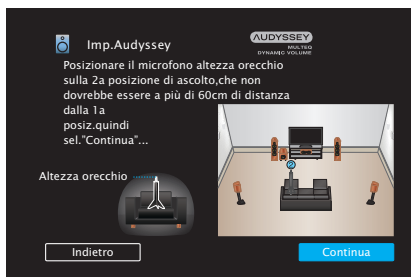 Imp.Audyssey
AUDYSSEY
MULTEQ
DYNAMIC VOLUME
Posizionare il microfono altezza orecchio
sulla 2a posizione di ascolto,che non
dovrebbe essere a più di 60cm di distanza
dalla 1a
posiz.quindi
sel."Continua"...
Altezza orecchio
2
Indietro
Continua